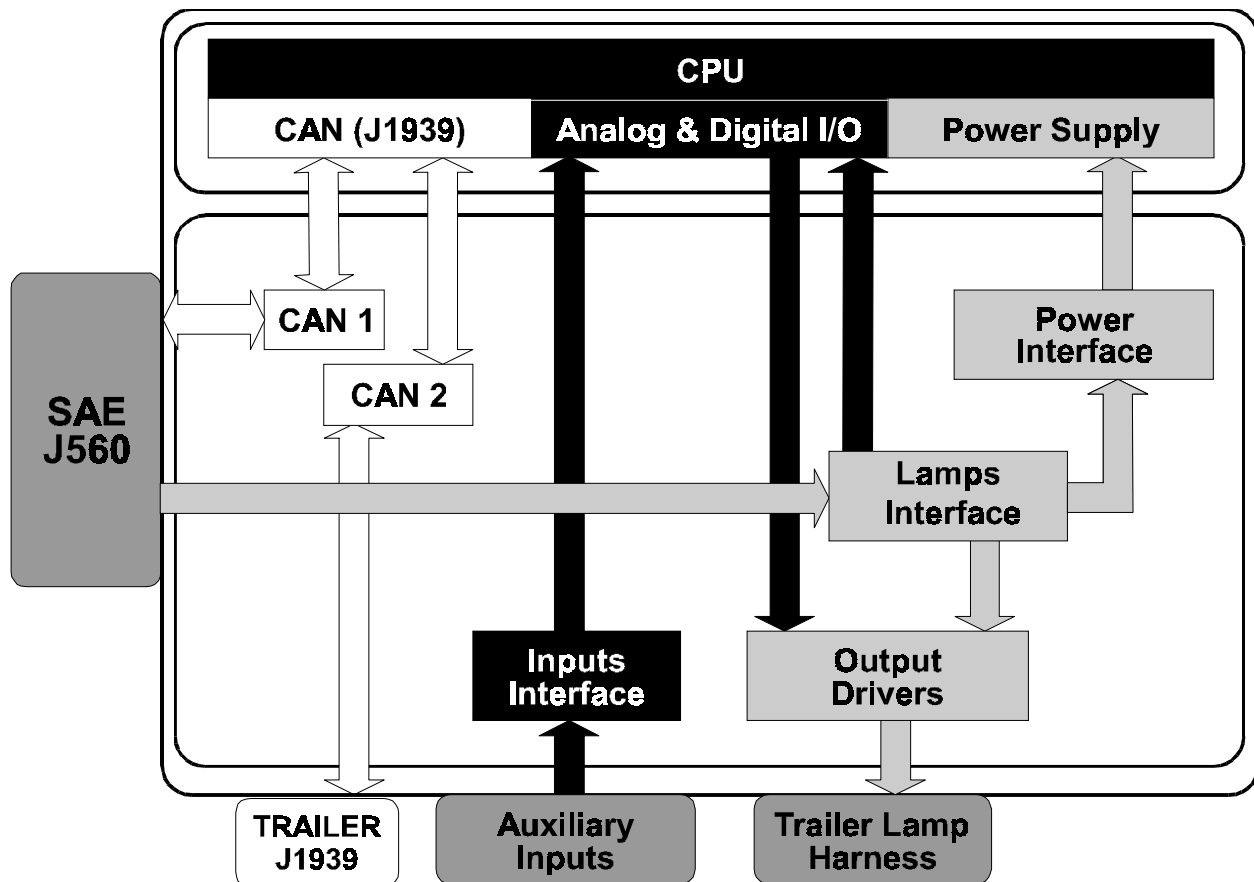 CPU
CAN (J1939)
Analog & Digital I/O
Power Supply
CAN 1
Power
Interface
CAN 2
SAE
J560
Lamps
Interface
Inputs
Interface
Output
Drivers
TRAILER
J1939
Auxiliary
Inputs
Trailer Lamp
Harness